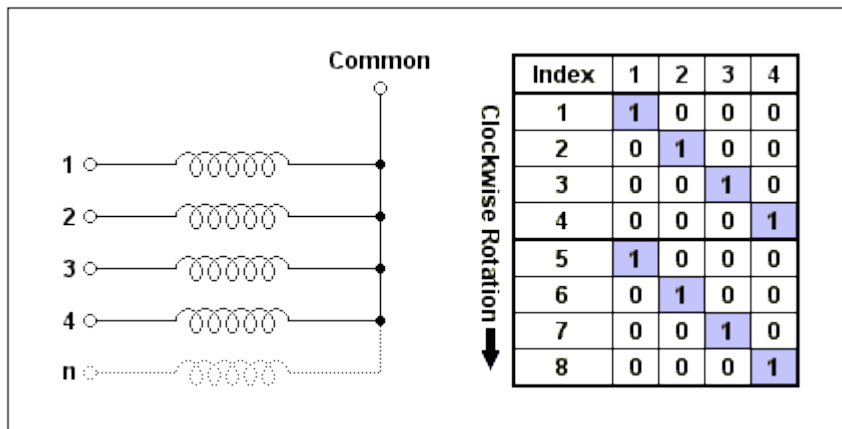 Common
1
2
3
4
n
Clockwise Rotation
Index 1 2 3 4
1 1 0 0 0
2 0 1 0 0
3 0 0 1 0
4 0 0 0 1
5 1 0 0 0
6 0 1 0 0
7 0 0 1 0
8 0 0 0 1